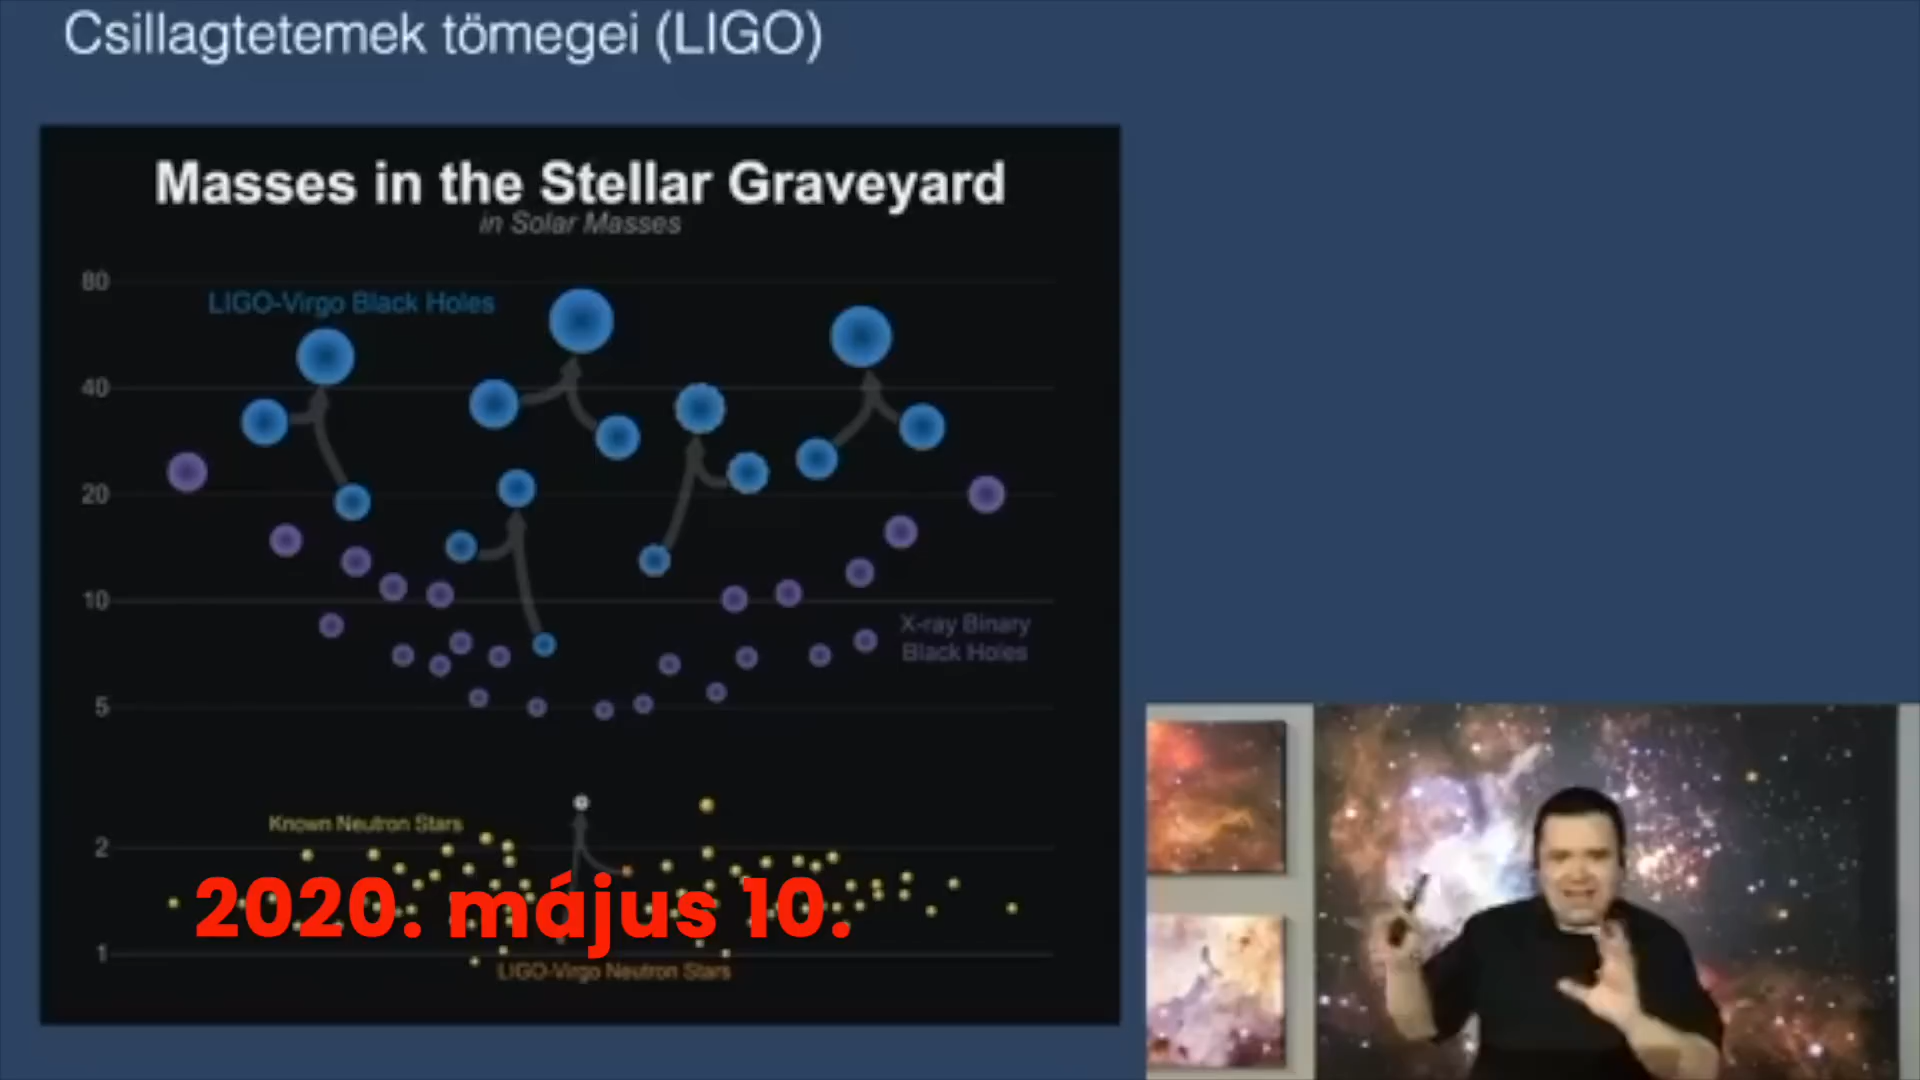 Csillagtetemek tömegei (LIGO)
Masses in the Stellar Graveyard
in Solar Masses
80
LIGO-Virgo Black Holes
40
20
10
X-ray Binary
Black Holes
5
Known Neutron Stars
2
2020. május 10.
1
LIGO-Virgo Neutron Stars